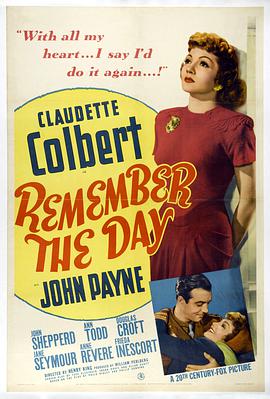 "With all my
heart...I say I'd
do it again...!"
CLAUDETTE
Colbert
in
REMEMBER
THE DAY
with
JOHN PAYNE
JOHN SHEPPERD
ANN TODD
DOUGLAS CROFT
JANE SEYMOUR
ANNE REVERE
FRIEDA INESCORT
DIRECTED BY HENRY KING PRODUCED BY WILLIAM PERLBERG
A 20TH CENTURY-FOX PICTURE